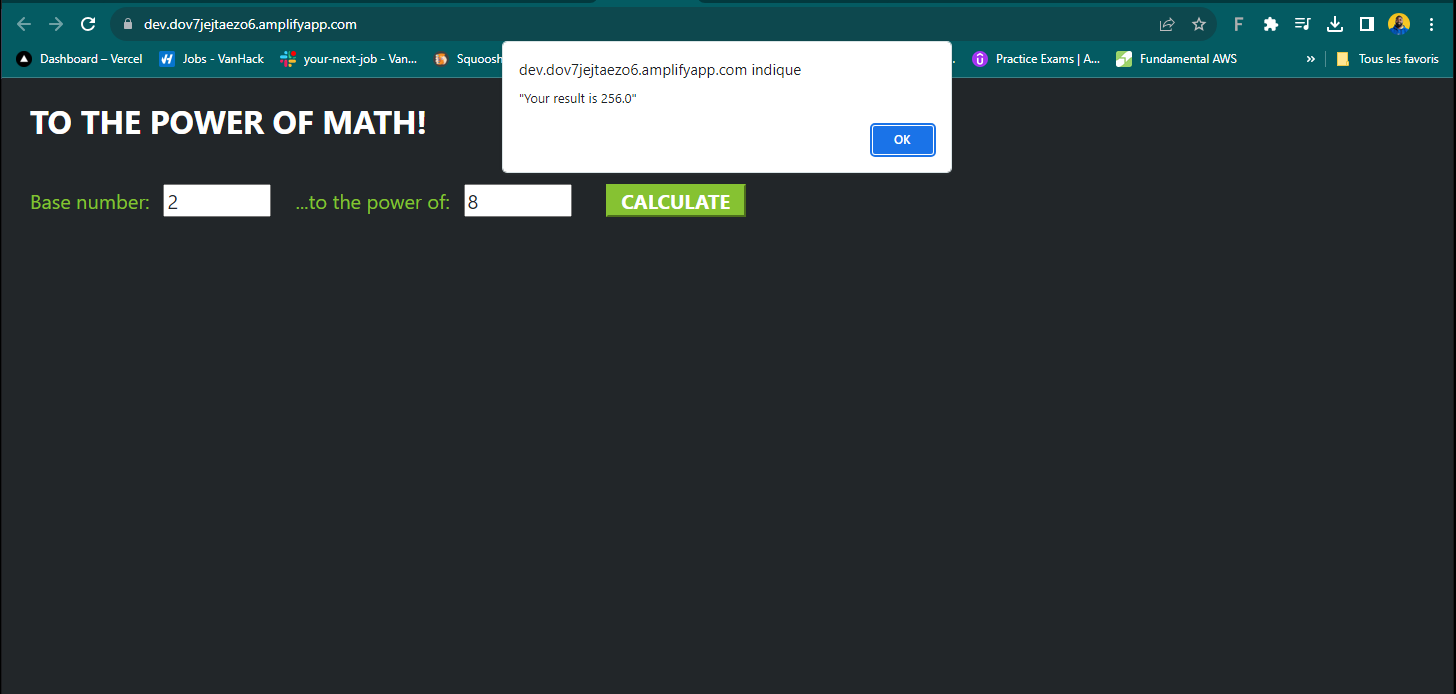 dev.dov7jejtaezo6.amplifyapp.com
F
Dashboard – Vercel
Jobs - VanHack
your-next-job - Van...
Squoosh
Practice Exams | A...
Fundamental AWS
»
Tous les favoris
dev.dov7jejtaezo6.amplifyapp.com indique
"Your result is 256.0"
OK
TO THE POWER OF MATH!
Base number: 2 ...to the power of: 8 CALCULATE